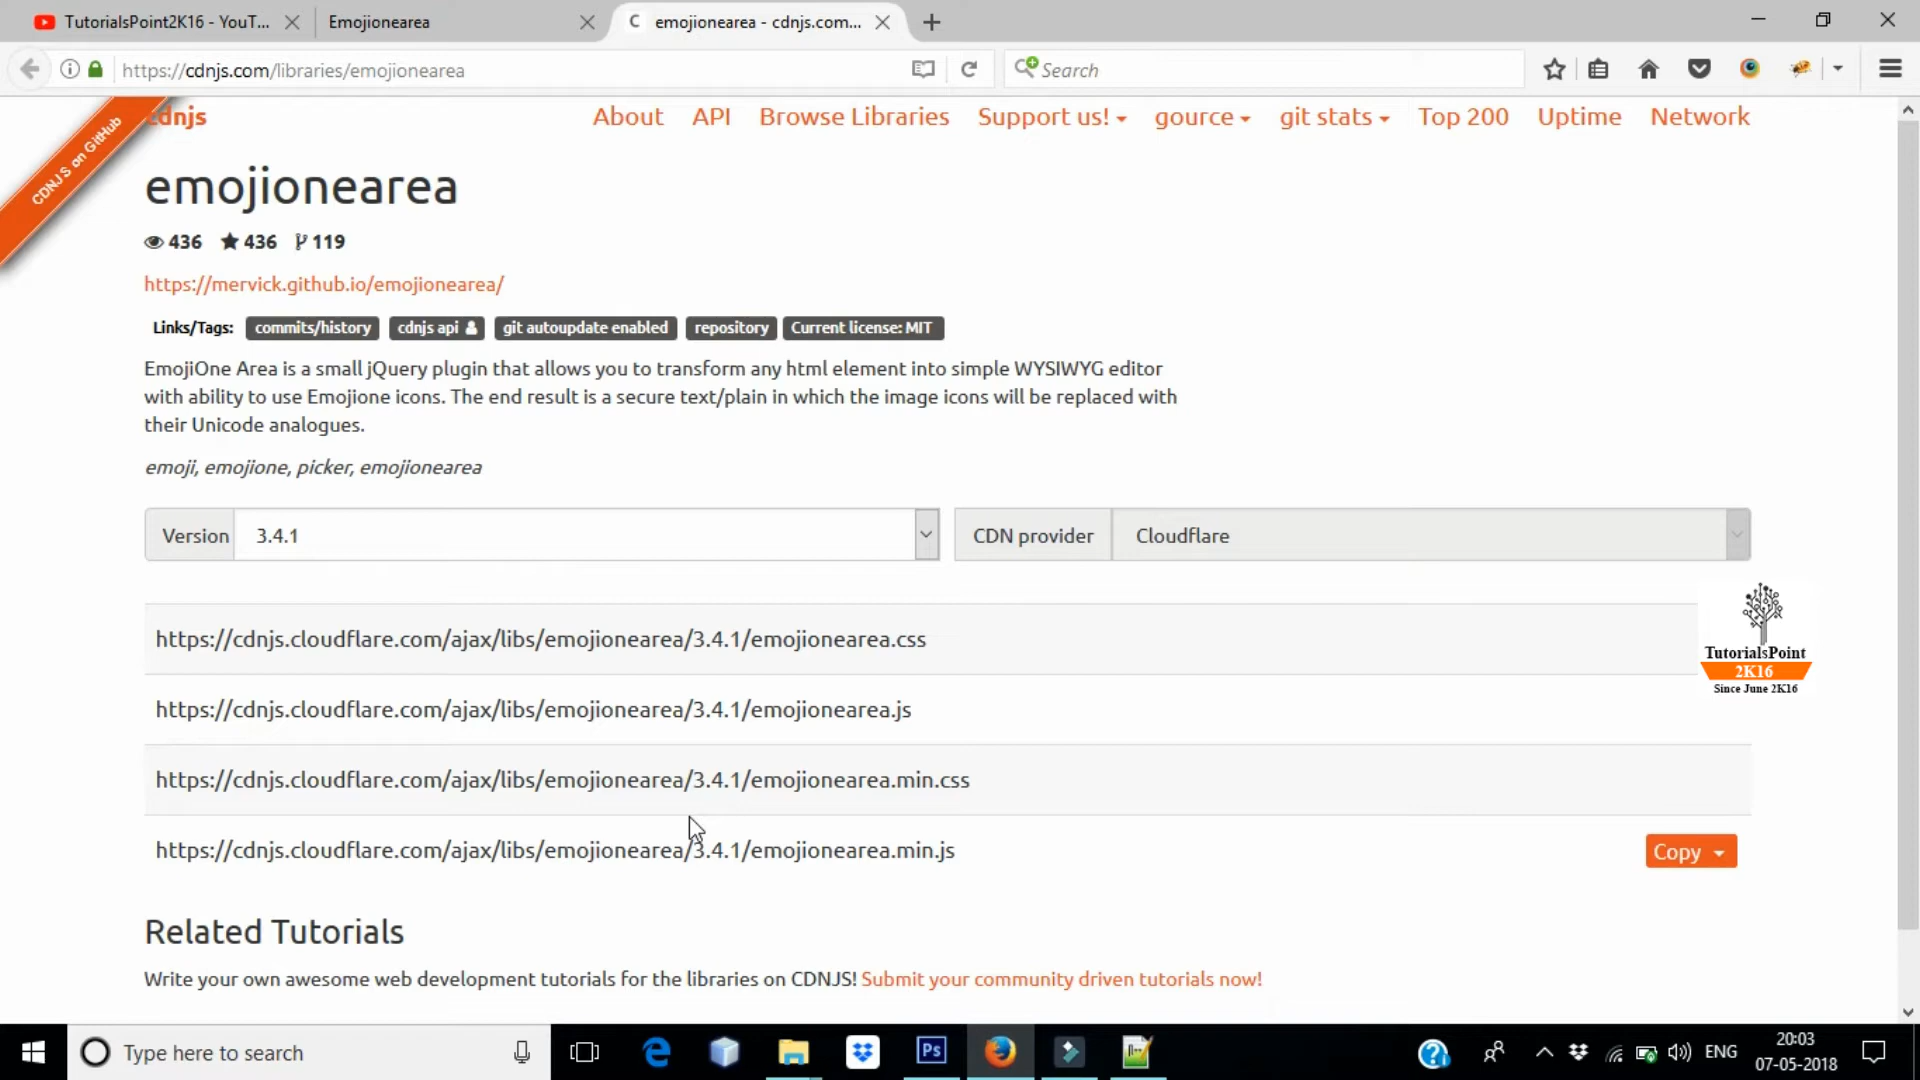 TutorialsPoint2K16 - YouT...
Emojionearea
C emojionearea - cdnjs.com...
https://cdnjs.com/libraries/emojionearea
Search
CDNJS on GitHub
cdnjs
About API Browse Libraries Support us! gource git stats Top 200 Uptime Network
emojionearea
436 436 119
https://mervick.github.io/emojionearea/
Links/Tags: commits/history cdnjs api git autoupdate enabled repository Current license: MIT
EmojiOne Area is a small jQuery plugin that allows you to transform any html element into simple WYSIWYG editor
with ability to use Emojione icons. The end result is a secure text/plain in which the image icons will be replaced with
their Unicode analogues.
emoji, emojione, picker, emojionearea
Version 3.4.1 CDN provider Cloudflare
https://cdnjs.cloudflare.com/ajax/libs/emojionearea/3.4.1/emojionearea.css
TutorialsPoint
2K16
Since June 2K16
https://cdnjs.cloudflare.com/ajax/libs/emojionearea/3.4.1/emojionearea.js
https://cdnjs.cloudflare.com/ajax/libs/emojionearea/3.4.1/emojionearea.min.css
https://cdnjs.cloudflare.com/ajax/libs/emojionearea/3.4.1/emojionearea.min.js
Copy
Related Tutorials
Write your own awesome web development tutorials for the libraries on CDNJS! Submit your community driven tutorials now!
Type here to search
Ps
ENG
20:03
07-05-2018